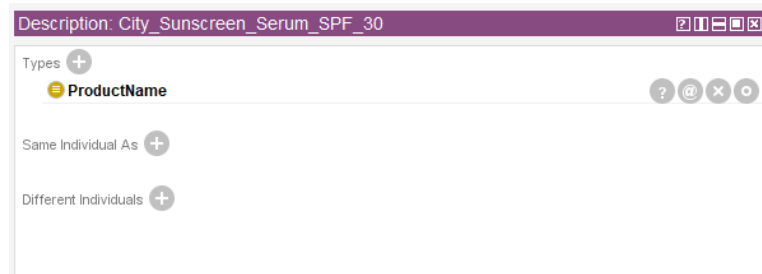 Description: City_Sunscreen_Serum_SPF_30
Types
ProductName
Same Individual As
Different Individuals